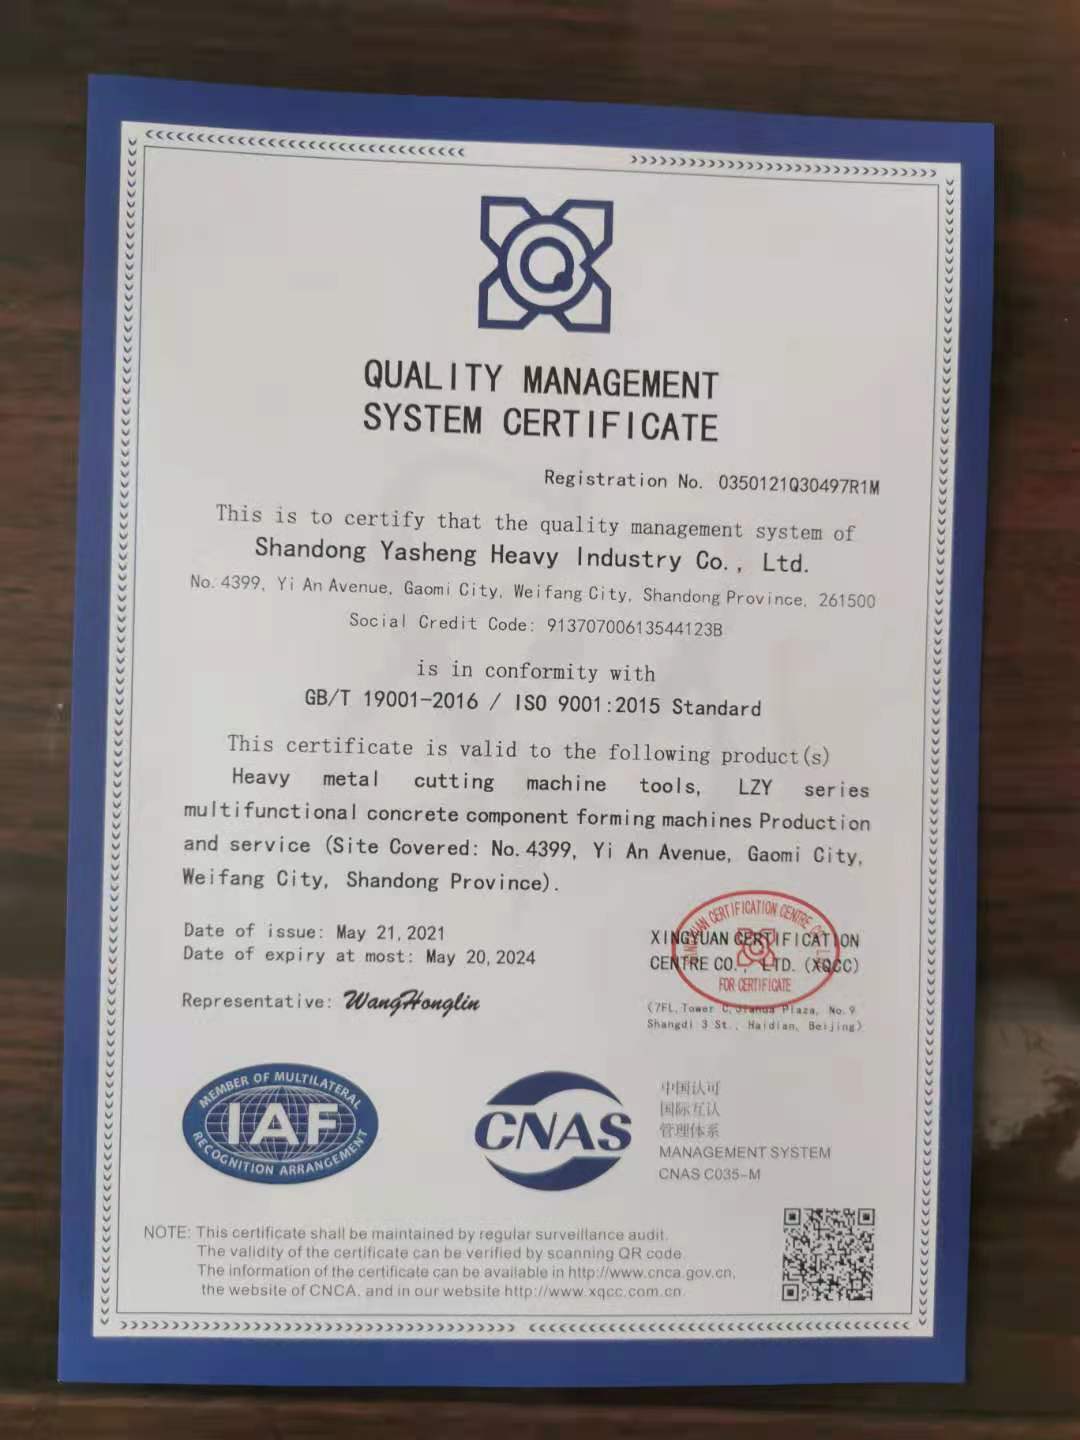 QUALITY MANAGEMENT
SYSTEM CERTIFICATE
Registration No. 0350121Q30497R1M
This is to certify that the quality management system of
Shandong Yasheng Heavy Industry Co., Ltd.
No.4399, Yi An Avenue, Gaomi City, Weifang City, Shandong Province, 261500
Social Credit Code: 91370700613544123B
is in conformity with
GB/T 19001-2016 / ISO 9001:2015 Standard
This certificate is valid to the following product(s)
Heavy metal cutting machine tools, LZY series
multifunctional concrete component forming machines Production
and service (Site Covered: No.4399, Yi An Avenue, Gaomi City,
Weifang City, Shandong Province).
Date of issue: May 21,2021
Date of expiry at most: May 20,2024
Representative: WangHonglin
XINGYUAN CERTIFICATION
CENTRE CO., LTD. (XQCC)
FOR CERTIFICATE
(7FL, Tower C, Jiahua Plaza, No.9
Shangdi 3 St., Haidian, Beijing)
MEMBER OF MULTILATERAL
IAF
RECOGNITION ARRANGEMENT
CNAS
中国认可
国际互认
管理体系
MANAGEMENT SYSTEM
CNAS C035-M
NOTE: This certificate shall be maintained by regular surveillance audit.
The validity of the certificate can be verified by scanning QR code.
The information of the certificate can be available in http://www.cnca.gov.cn,
the website of CNCA, and in our website http://www.xqcc.com.cn.